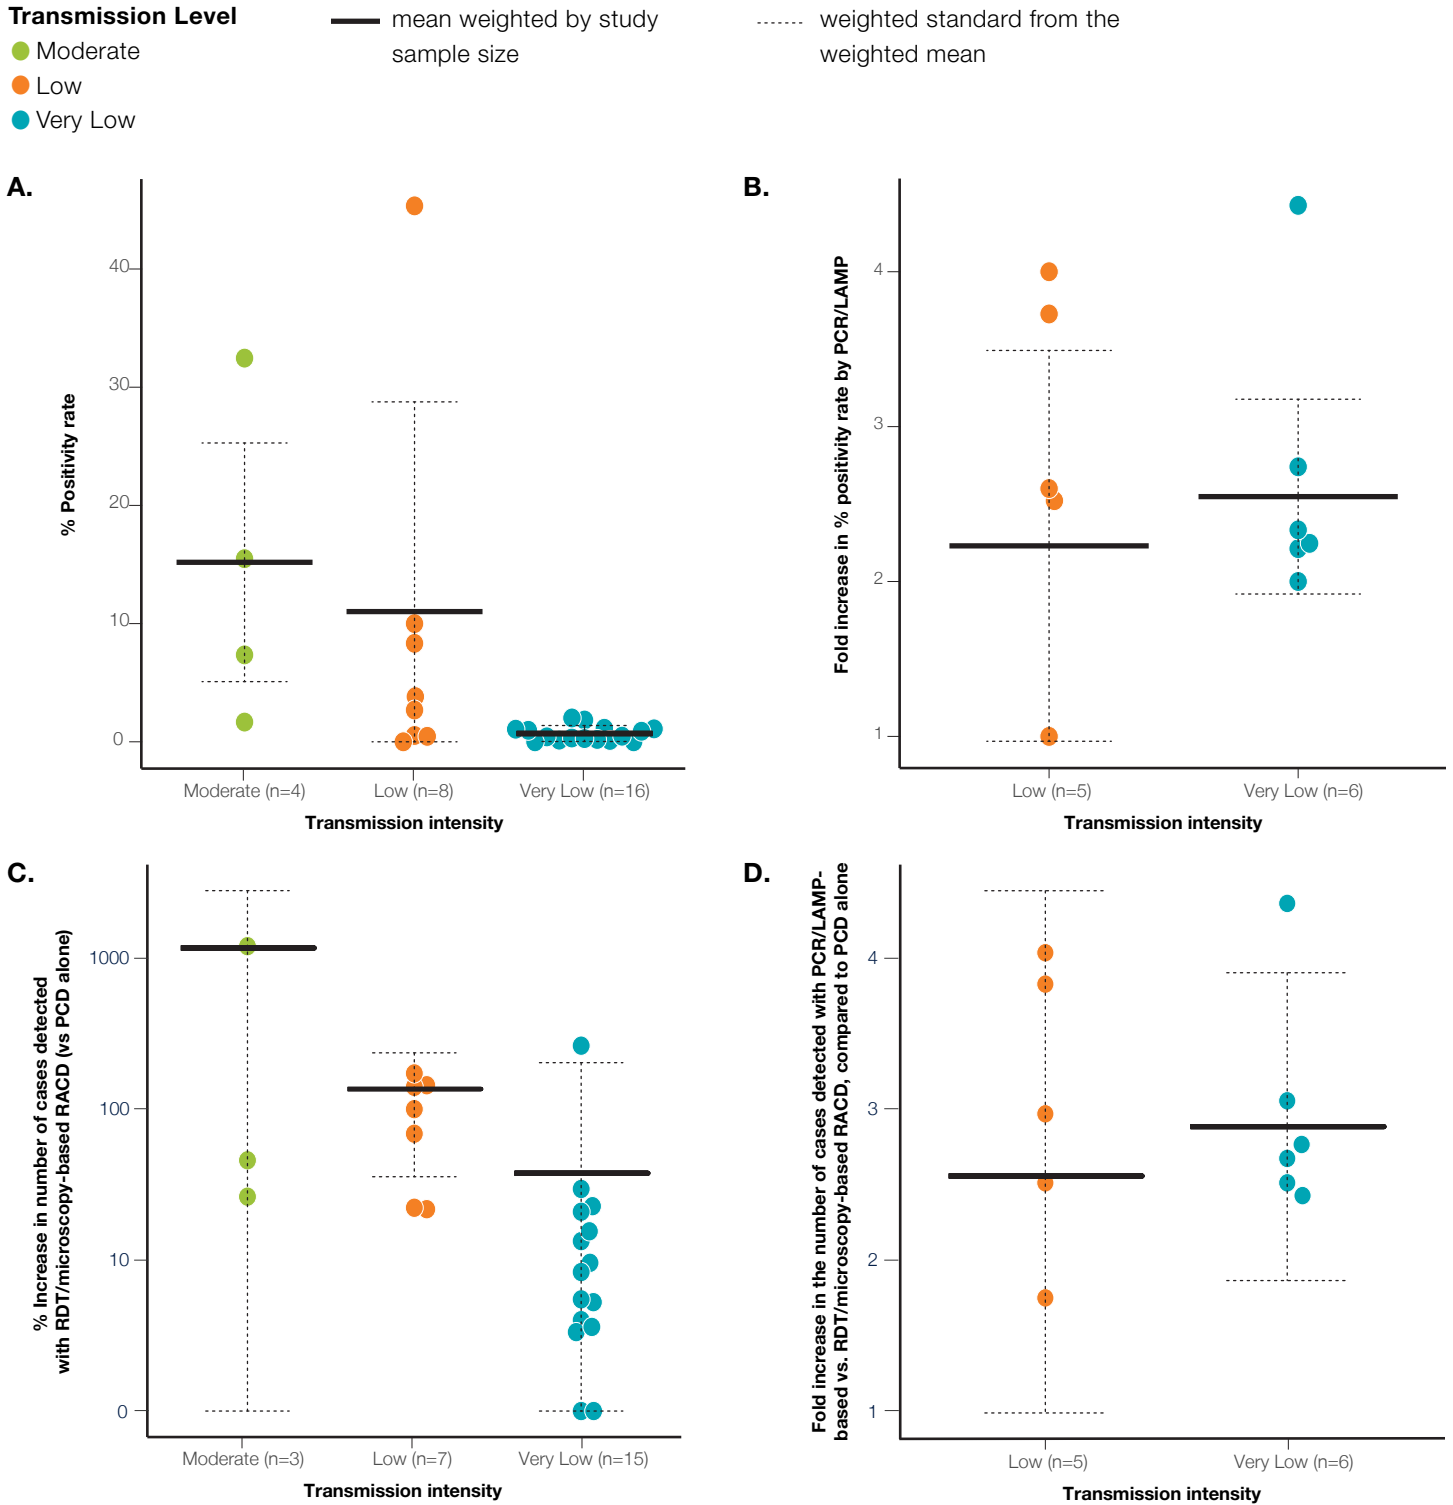 Transmission Level
Moderate
Low
Very Low
mean weighted by study
sample size
weighted standard from the
weighted mean
A.
% Positivity rate
40
30
20
10
0
Moderate (n=4)
Low (n=8)
Very Low (n=16)
Transmission intensity
B.
Fold increase in % positivity rate by PCR/LAMP
4
3
2
1
Low (n=5)
Very Low (n=6)
Transmission intensity
C.
% Increase in number of cases detected
with RDT/microscopy-based RACD (vs PCD alone)
1000
100
10
0
Moderate (n=3)
Low (n=7)
Very Low (n=15)
Transmission intensity
D.
Fold increase in the number of cases detected with PCR/LAMP-
based vs. RDT/microscopy-based RACD, compared to PCD alone
4
3
2
1
Low (n=5)
Very Low (n=6)
Transmission intensity